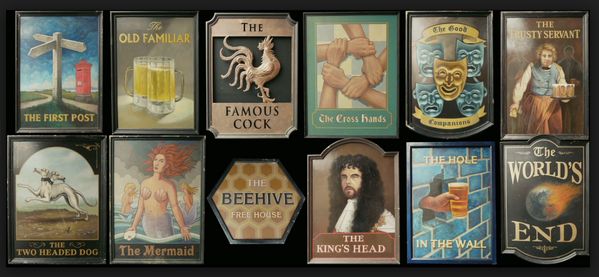 THE FIRST POST
The
OLD FAMILIAR
THE
FAMOUS
COCK
The Cross Hands
The Good
Companions
THE
TRUSTY SERVANT
THE
TWO HEADED DOG
The Mermaid
THE
BEEHIVE
FREE HOUSE
THE
KING'S HEAD
THE HOLE
IN THE WALL
The
WORLD'S
END